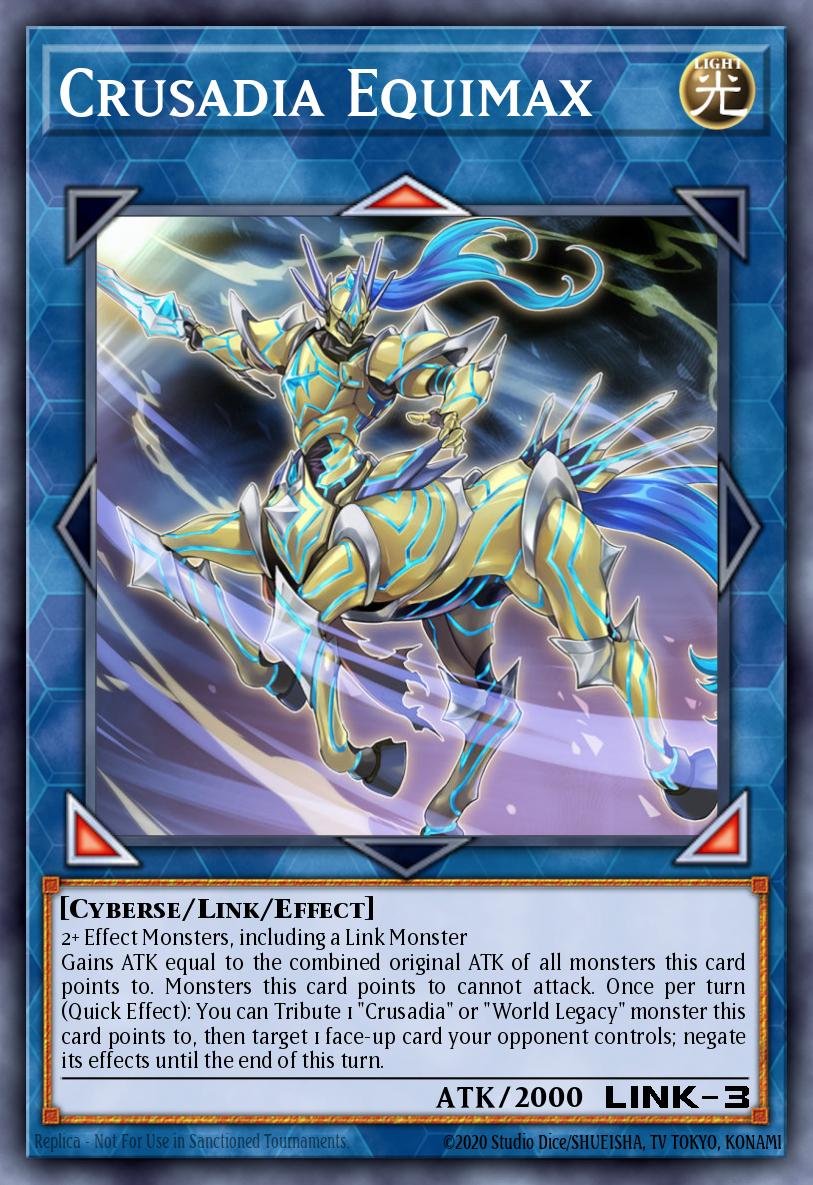 Crusadia Equimax
LIGHT
光
[Cyberse/Link/Effect]
2+ Effect Monsters, including a Link Monster
Gains ATK equal to the combined original ATK of all monsters this card
points to. Monsters this card points to cannot attack. Once per turn
(Quick Effect): You can Tribute 1 "Crusadia" or "World Legacy" monster this
card points to, then target 1 face-up card your opponent controls; negate
its effects until the end of this turn.
ATK/2000 LINK-3
Replica - Not For Use in Sanctioned Tournaments. ©2020 Studio Dice/SHUEISHA, TV TOKYO, KONAMI